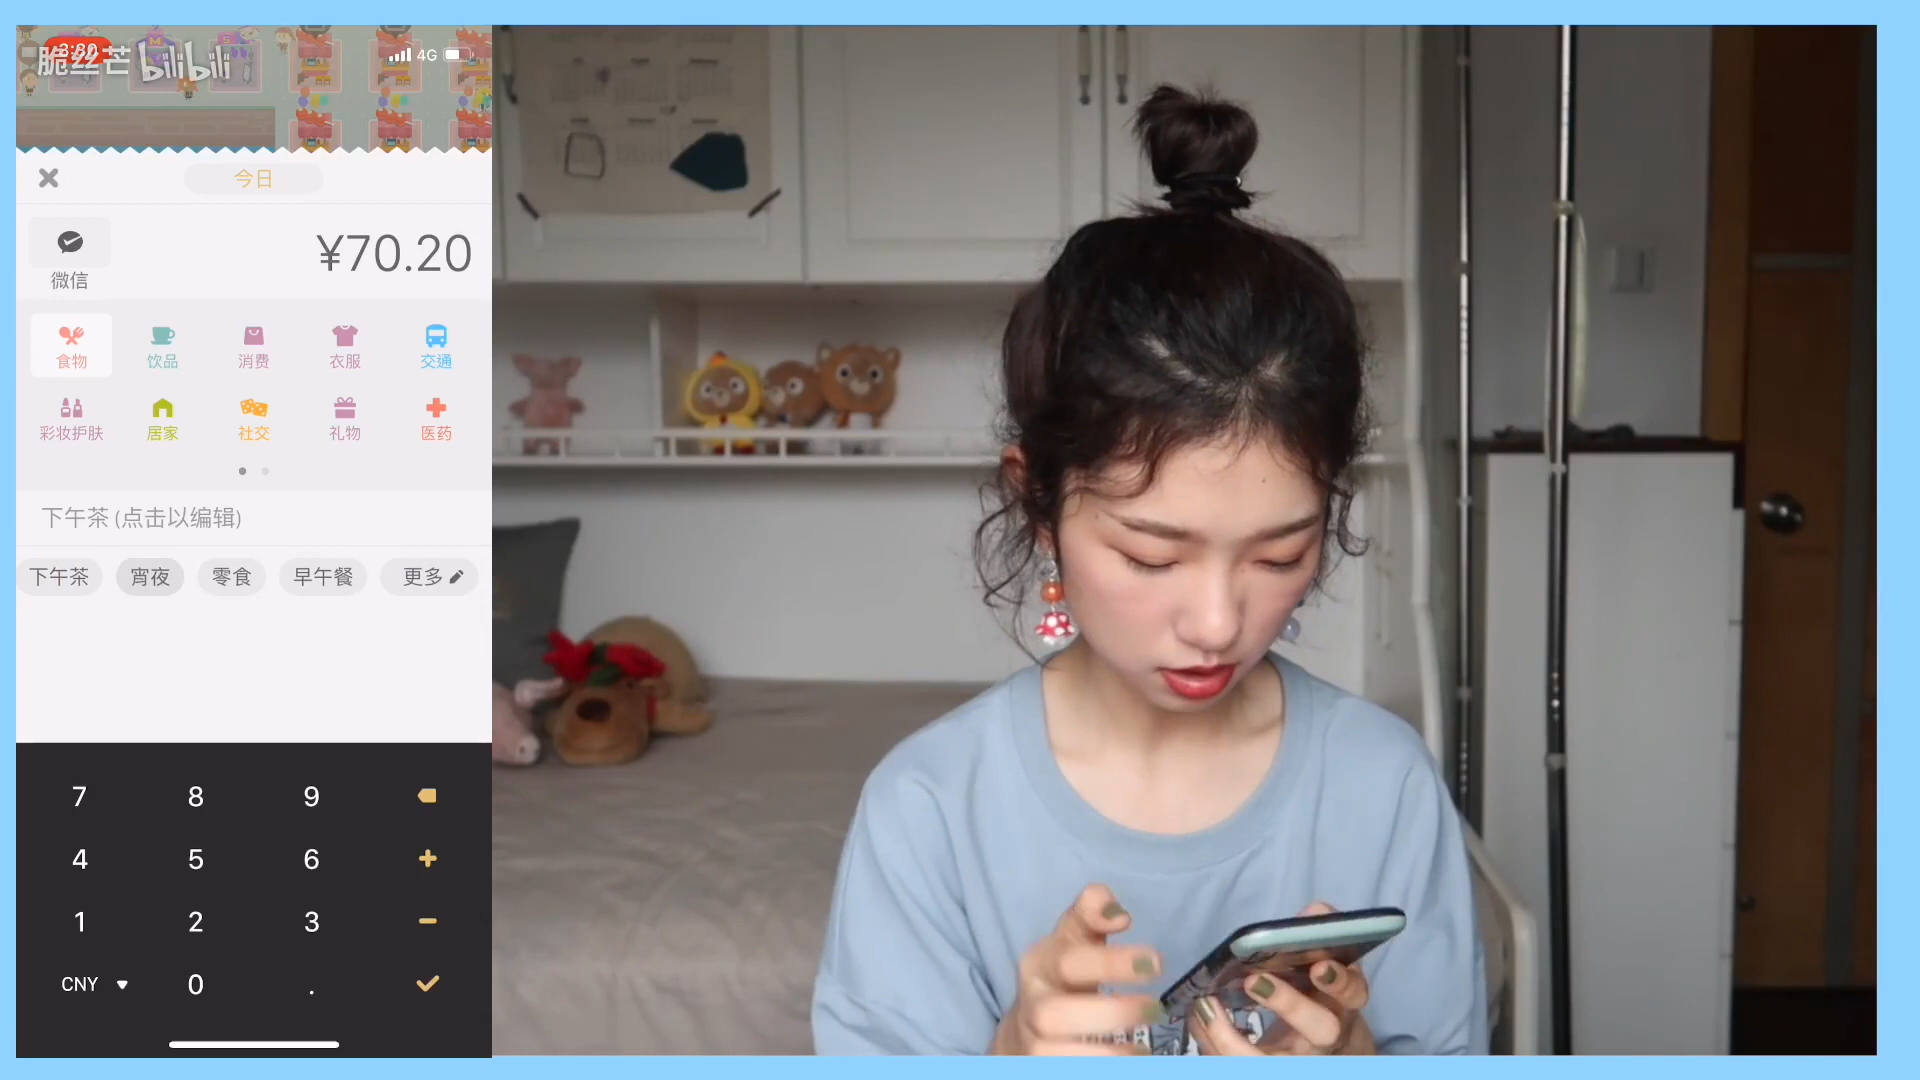 脆丝芒 bilibili
4G
今日
微信
¥70.20
食物 饮品 消费 衣服 交通
彩妆护肤 居家 社交 礼物 医药
下午茶 (点击以编辑)
下午茶 宵夜 零食 早午餐 更多
7 8 9
4 5 6 +
1 2 3 −
CNY 0 .